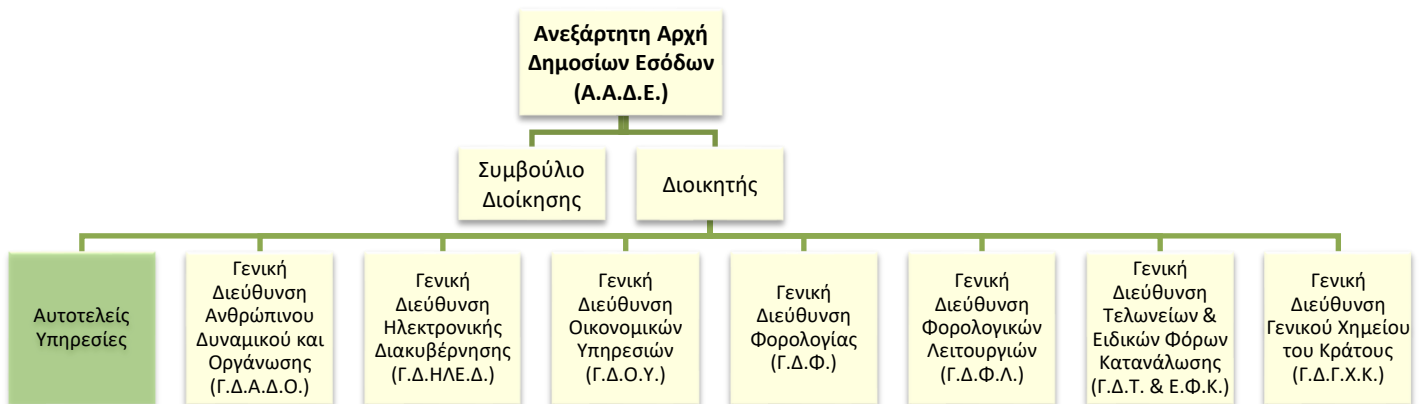 Ανεξάρτητη Αρχή
Δημοσίων Εσόδων
(Α.Α.Δ.Ε.)
Συμβούλιο
Διοίκησης
Διοικητής
Αυτοτελείς
Υπηρεσίες
Γενική
Διεύθυνση
Ανθρώπινου
Δυναμικού και
Οργάνωσης
(Γ.Δ.Α.Δ.Ο.)
Γενική
Διεύθυνση
Ηλεκτρονικής
Διακυβέρνησης
(Γ.Δ.ΗΛΕ.Δ.)
Γενική
Διεύθυνση
Οικονομικών
Υπηρεσιών
(Γ.Δ.Ο.Υ.)
Γενική
Διεύθυνση
Φορολογίας
(Γ.Δ.Φ.)
Γενική
Διεύθυνση
Φορολογικών
Λειτουργιών
(Γ.Δ.Φ.Λ.)
Γενική
Διεύθυνση
Τελωνείων &
Ειδικών Φόρων
Κατανάλωσης
(Γ.Δ.Τ. & Ε.Φ.Κ.)
Γενική
Διεύθυνση
Γενικού Χημείου
του Κράτους
(Γ.Δ.Γ.Χ.Κ.)